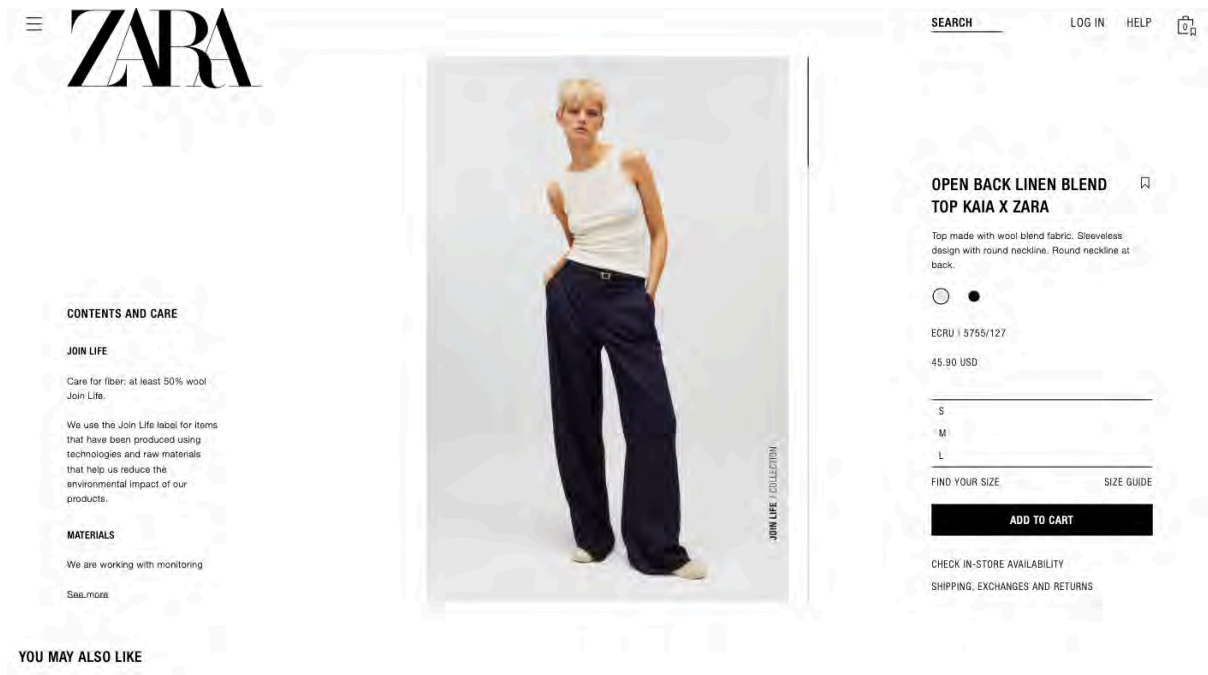 ZARA
SEARCH
LOG IN
HELP
0
CONTENTS AND CARE
JOIN LIFE
Care for fiber: at least 50% wool
Join Life.
We use the Join Life label for items
that have been produced using
technologies and raw materials
that help us reduce the
environmental impact of our
products.
MATERIALS
We are working with monitoring
See more
JOIN LIFE / COLLECTION
OPEN BACK LINEN BLEND
TOP KAIA X ZARA
Top made with wool blend fabric. Sleeveless
design with round neckline. Round neckline at
back.
ECRU | 5755/127
45.90 USD
S
M
L
FIND YOUR SIZE
SIZE GUIDE
ADD TO CART
CHECK IN-STORE AVAILABILITY
SHIPPING, EXCHANGES AND RETURNS
YOU MAY ALSO LIKE